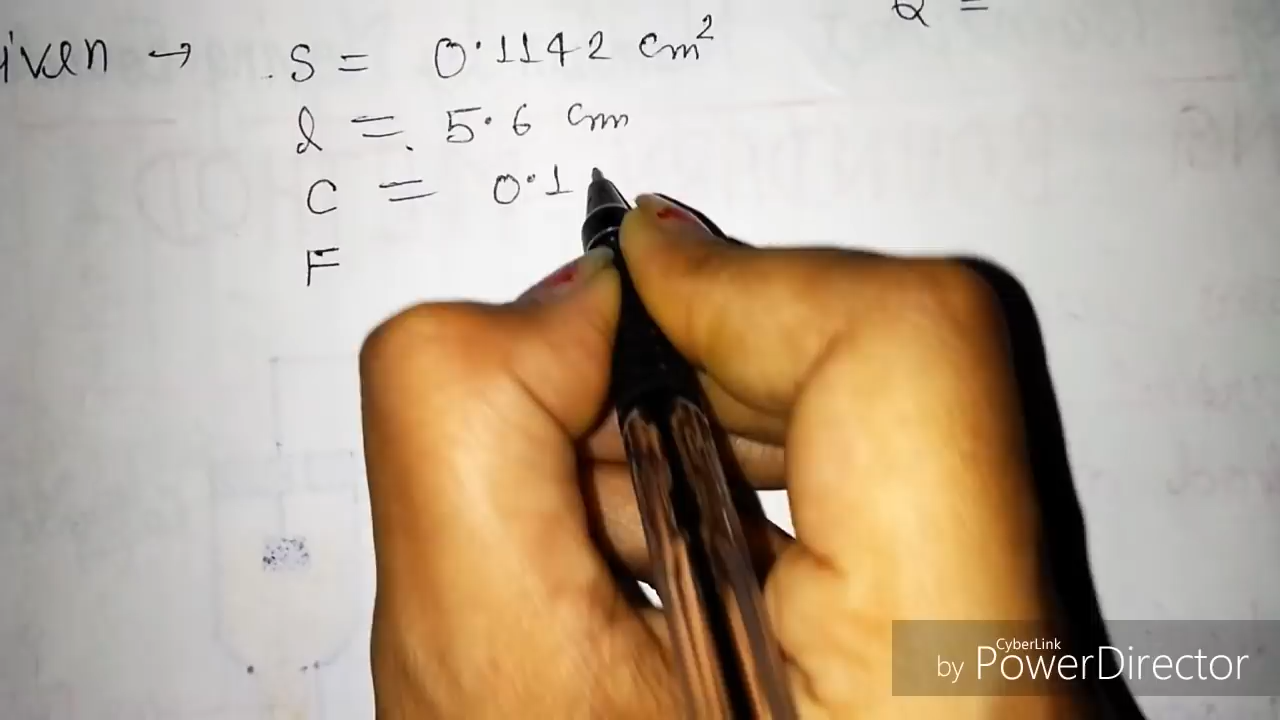 Q =
iven → S = 0.1142 cm²
l = 5.6 cm
C = 0.1
F
CyberLink
by PowerDirector